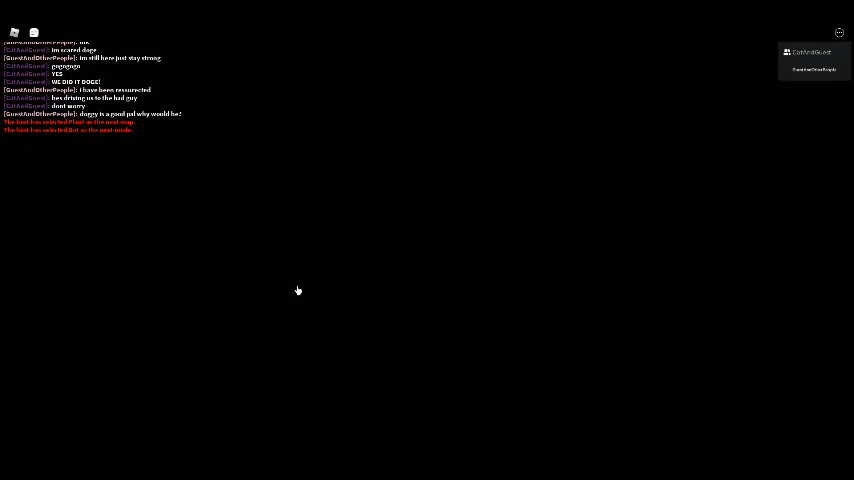 [GuestAndOtherPeople]: mk
[CatAndGuest]: im scared doge
[GuestAndOtherPeople]: im still here just stay strong
[CatAndGuest]: gogogogo
[CatAndGuest]: YES
[CatAndGuest]: WE DID IT DOGE!
[GuestAndOtherPeople]: I have been ressurected
[CatAndGuest]: hes driving us to the bad guy
[CatAndGuest]: dont worry
[GuestAndOtherPeople]: doggy is a good pal why would he?
The host has selected Plant as the next map.
The host has selected Bot as the next mode.
CatAndGuest
GuestAndOtherPeople